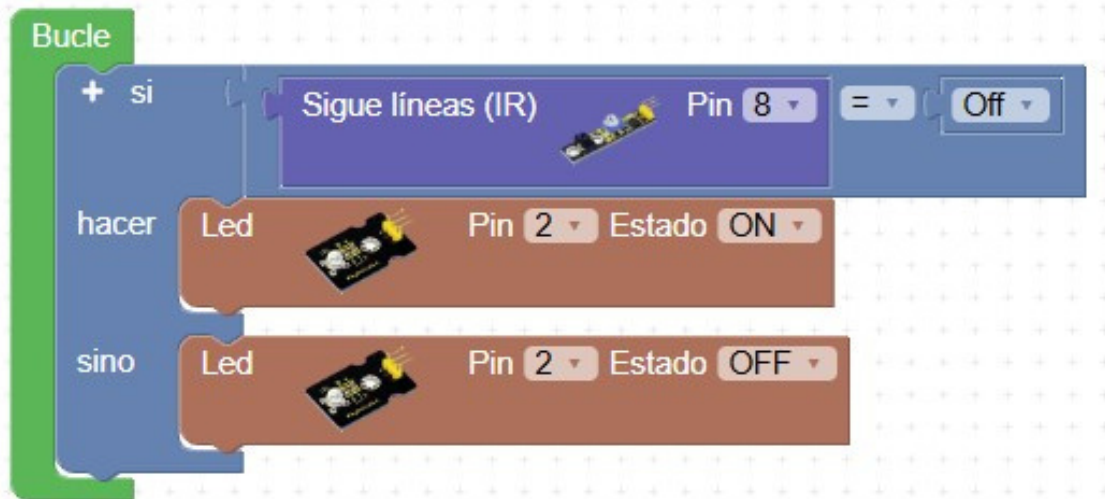 Bucle
+ si Sigue líneas (IR) Pin 8 = Off
hacer Led Pin 2 Estado ON
sino Led Pin 2 Estado OFF